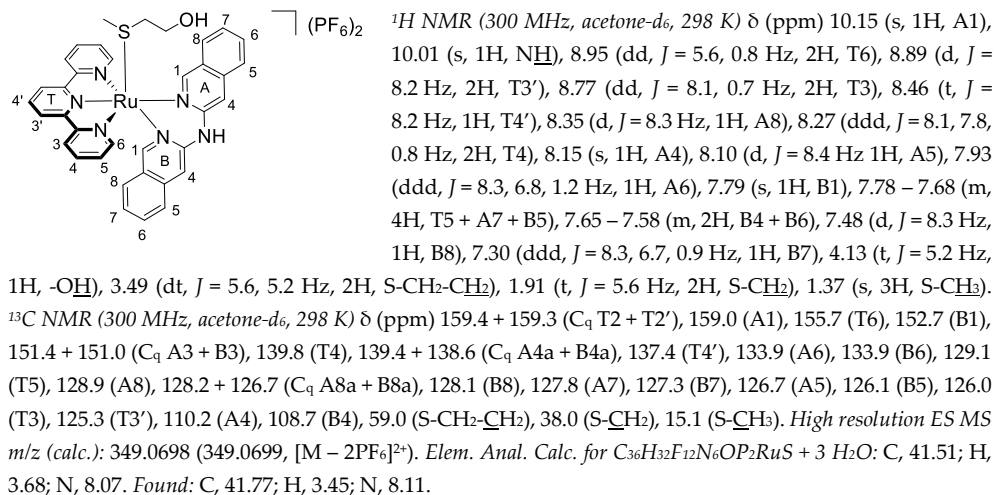 S
OH
(PF6)2
8
7
6
5
1
A
4
N
T
N
N
Ru
N
N
NH
4'
3'
3
4
5
6
1
B
4
8
7
6
5
¹H NMR (300 MHz, acetone-d₆, 298 K) δ (ppm) 10.15 (s, 1H, A1),
10.01 (s, 1H, NH), 8.95 (dd, J = 5.6, 0.8 Hz, 2H, T6), 8.89 (d, J =
8.2 Hz, 2H, T3’), 8.77 (dd, J = 8.1, 0.7 Hz, 2H, T3), 8.46 (t, J =
8.2 Hz, 1H, T4’), 8.35 (d, J = 8.3 Hz, 1H, A8), 8.27 (ddd, J = 8.1, 7.8,
0.8 Hz, 2H, T4), 8.15 (s, 1H, A4), 8.10 (d, J = 8.4 Hz 1H, A5), 7.93
(ddd, J = 8.3, 6.8, 1.2 Hz, 1H, A6), 7.79 (s, 1H, B1), 7.78 – 7.68 (m,
4H, T5 + A7 + B5), 7.65 – 7.58 (m, 2H, B4 + B6), 7.48 (d, J = 8.3 Hz,
1H, B8), 7.30 (ddd, J = 8.3, 6.7, 0.9 Hz, 1H, B7), 4.13 (t, J = 5.2 Hz,
1H, -OH), 3.49 (dt, J = 5.6, 5.2 Hz, 2H, S-CH₂-CH₂), 1.91 (t, J = 5.6 Hz, 2H, S-CH₂), 1.37 (s, 3H, S-CH₃).
¹³C NMR (300 MHz, acetone-d₆, 298 K) δ (ppm) 159.4 + 159.3 (Cq T2 + T2’), 159.0 (A1), 155.7 (T6), 152.7 (B1),
151.4 + 151.0 (Cq A3 + B3), 139.8 (T4), 139.4 + 138.6 (Cq A4a + B4a), 137.4 (T4’), 133.9 (A6), 133.9 (B6), 129.1
(T5), 128.9 (A8), 128.2 + 126.7 (Cq A8a + B8a), 128.1 (B8), 127.8 (A7), 127.3 (B7), 126.7 (A5), 126.1 (B5), 126.0
(T3), 125.3 (T3’), 110.2 (A4), 108.7 (B4), 59.0 (S-CH₂-CH₂), 38.0 (S-CH₂), 15.1 (S-CH₃). High resolution ES MS
m/z (calc.): 349.0698 (349.0699, [M – 2PF₆]²⁺). Elem. Anal. Calc. for C₃₆H₃₂F₁₂N₆OP₂RuS + 3 H₂O: C, 41.51; H,
3.68; N, 8.07. Found: C, 41.77; H, 3.45; N, 8.11.